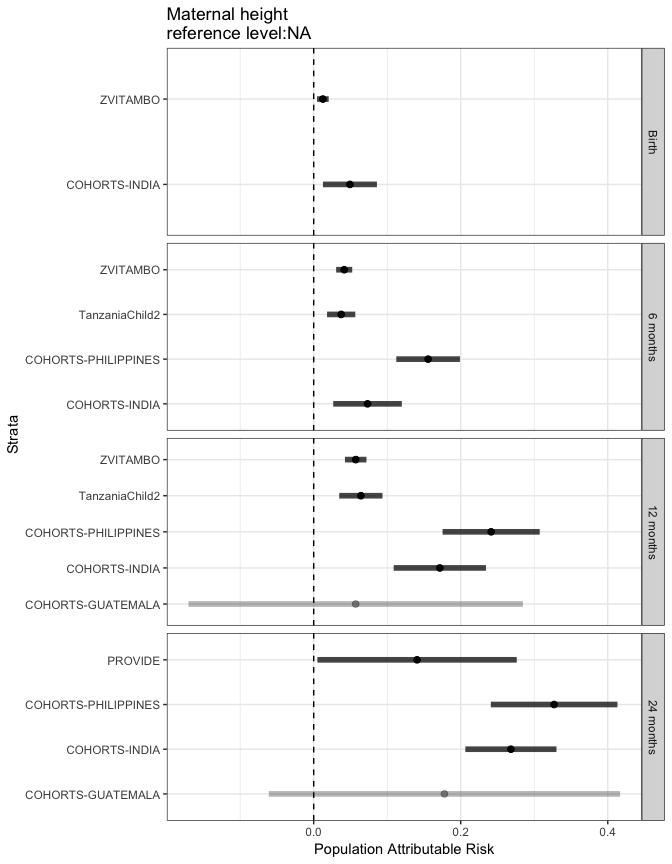 Maternal height
reference level:NA
Strata
ZVITAMBO
COHORTS-INDIA
Birth
ZVITAMBO
TanzaniaChild2
COHORTS-PHILIPPINES
COHORTS-INDIA
6 months
ZVITAMBO
TanzaniaChild2
COHORTS-PHILIPPINES
COHORTS-INDIA
COHORTS-GUATEMALA
12 months
PROVIDE
COHORTS-PHILIPPINES
COHORTS-INDIA
COHORTS-GUATEMALA
24 months
0.0 0.2 0.4
Population Attributable Risk